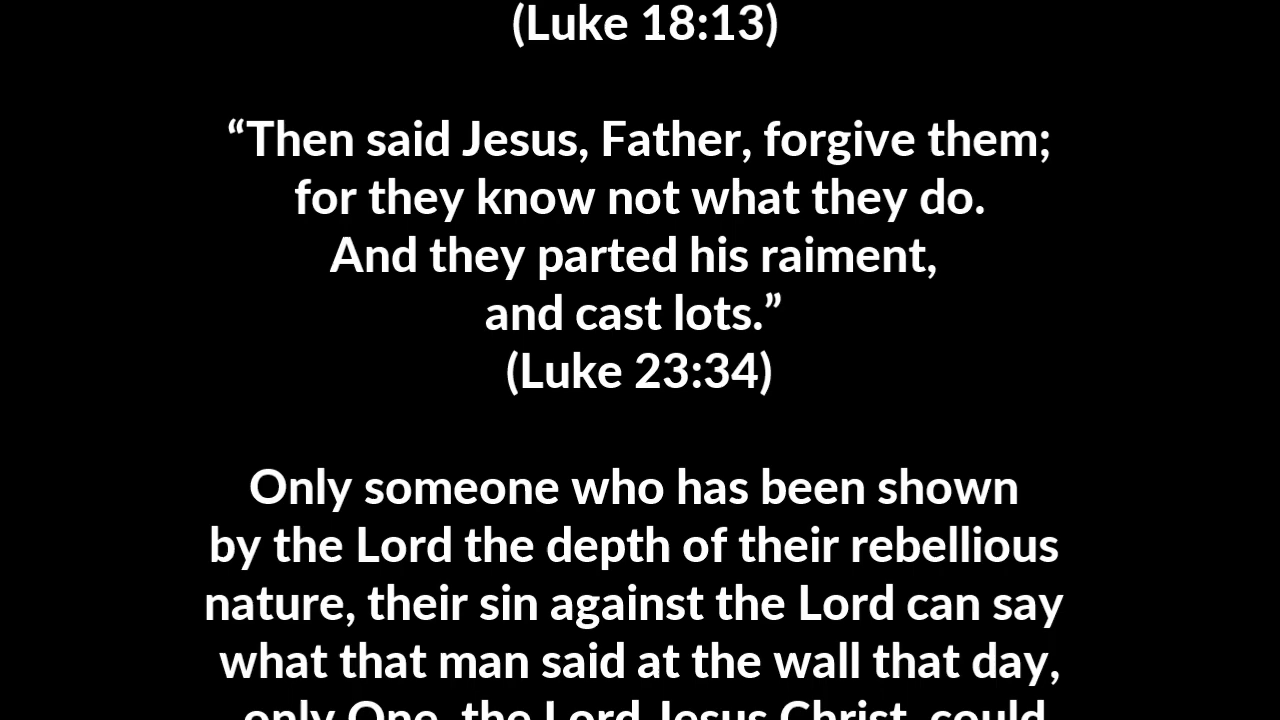 (Luke 18:13)
“Then said Jesus, Father, forgive them;
for they know not what they do.
And they parted his raiment,
and cast lots.”
(Luke 23:34)
Only someone who has been shown
by the Lord the depth of their rebellious
nature, their sin against the Lord can say
what that man said at the wall that day,
only One, the Lord Jesus Christ, could